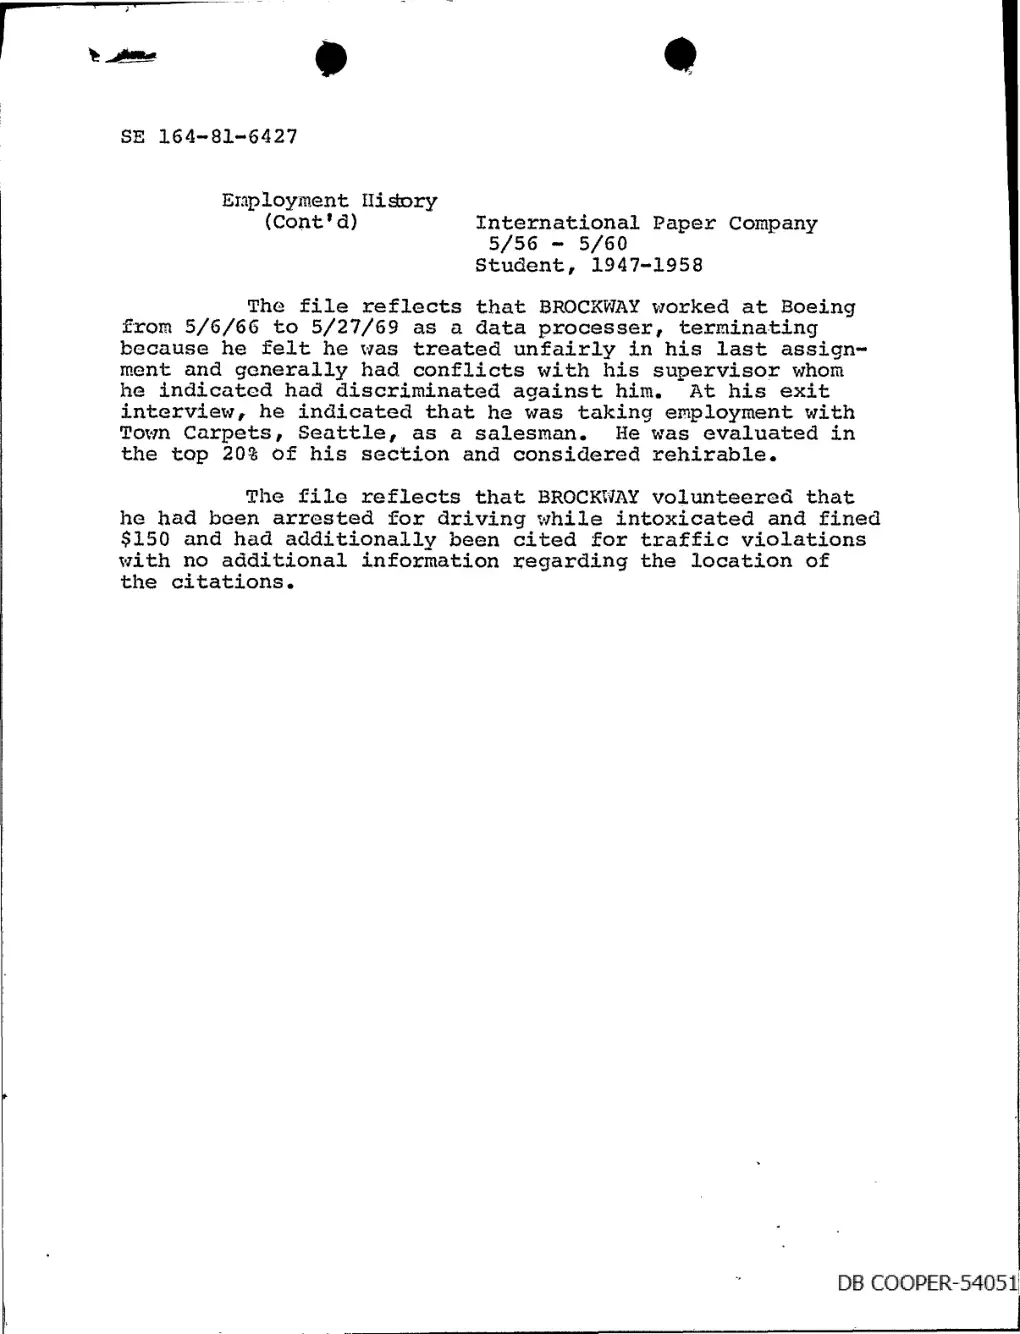 SE 164-81-6427
Employment History
(Cont'd)
International Paper Company
5/56 - 5/60
Student, 1947-1958
The file reflects that BROCKWAY worked at Boeing
from 5/6/66 to 5/27/69 as a data processer, terminating
because he felt he was treated unfairly in his last assign-
ment and generally had conflicts with his supervisor whom
he indicated had discriminated against him. At his exit
interview, he indicated that he was taking employment with
Town Carpets, Seattle, as a salesman. He was evaluated in
the top 20% of his section and considered rehirable.
The file reflects that BROCKWAY volunteered that
he had been arrested for driving while intoxicated and fined
$150 and had additionally been cited for traffic violations
with no additional information regarding the location of
the citations.
DB COOPER-54051